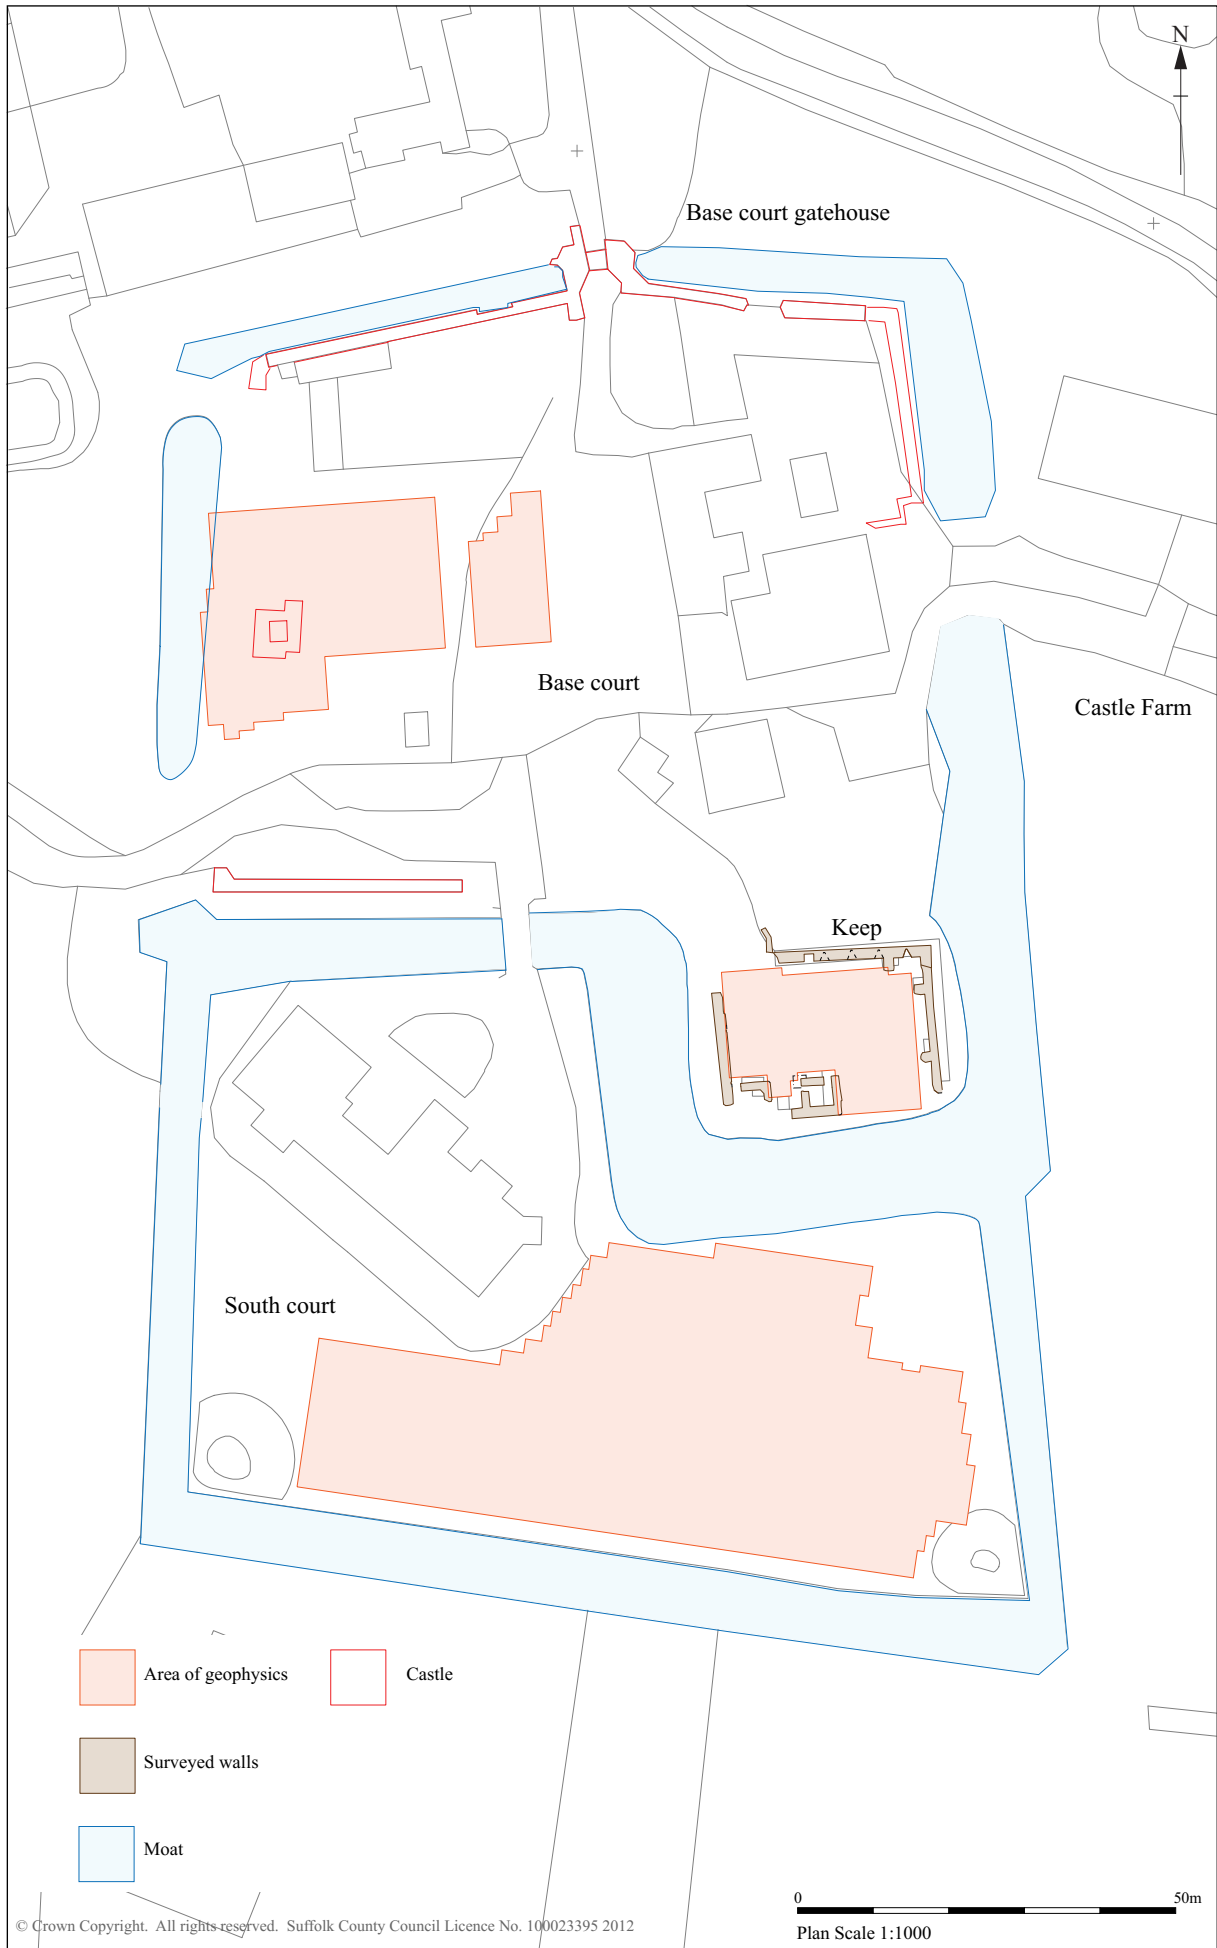 N
Base court gatehouse
Base court
Castle Farm
Keep
South court
Area of geophysics
Castle
Surveyed walls
Moat
0
50m
Plan Scale 1:1000
© Crown Copyright. All rights reserved. Suffolk County Council Licence No. 100023395 2012